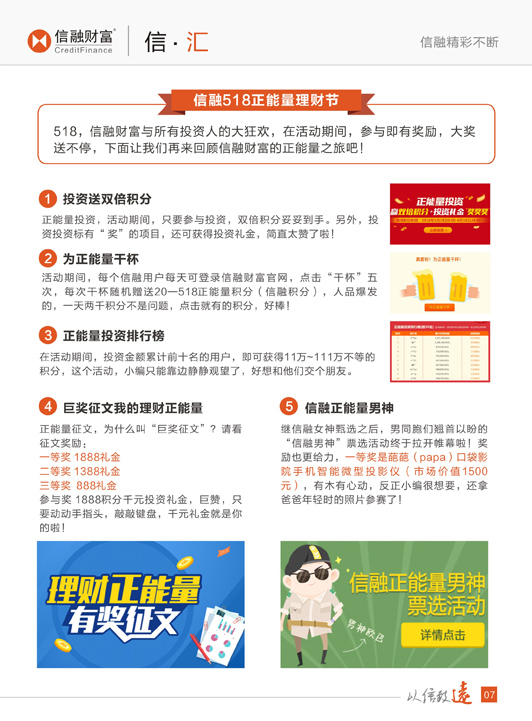 信融财富®
CreditFinance
信·汇
信融精彩不断
信融518正能量理财节
518，信融财富与所有投资人的大狂欢，在活动期间，参与即有奖励，大奖
送不停，下面让我们再来回顾信融财富的正能量之旅吧！
1 投资送双倍积分
正能量投资，活动期间，只要参与投资，双倍积分妥妥到手。另外，投
资投资标有“奖”的项目，还可获得投资礼金，简直太赞了啦！
正能量投资
赢双倍积分+投资礼金 奖奖奖
2 为正能量干杯
活动期间，每个信融用户每天可登录信融财富官网，点击“干杯”五
次，每次干杯随机赠送20—518正能量积分（信融积分），人品爆发
的，一天两千积分不是问题，点击就有的积分，好棒！
来首歌！为正能量干杯！
3 正能量投资排行榜
在活动期间，投资金额累计前十名的用户，即可获得11万~111万不等的
积分，这个活动，小编只能靠边静静观望了，好想和他们交个朋友。
4 巨奖征文我的理财正能量
正能量征文，为什么叫“巨奖征文”？请看
征文奖励：
一等奖 1888礼金
二等奖 1388礼金
三等奖 888礼金
参与奖 1888积分千元投资礼金，巨赞，只
要动动手指头，敲敲键盘，千元礼金就是你
的啦！
5 信融正能量男神
继信融女神甄选之后，男同胞们翘首以盼的
“信融男神”票选活动终于拉开帷幕啦！奖
励也更给力，一等奖是葩葩（papa）口袋影
院手机智能微型投影仪（市场价值1500
元），有木有心动，反正小编很想要，还拿
爸爸年轻时的照片参赛了！
理财正能量
有奖征文
信融正能量男神
票选活动
详情点击
男神欧巴
以信致远
07